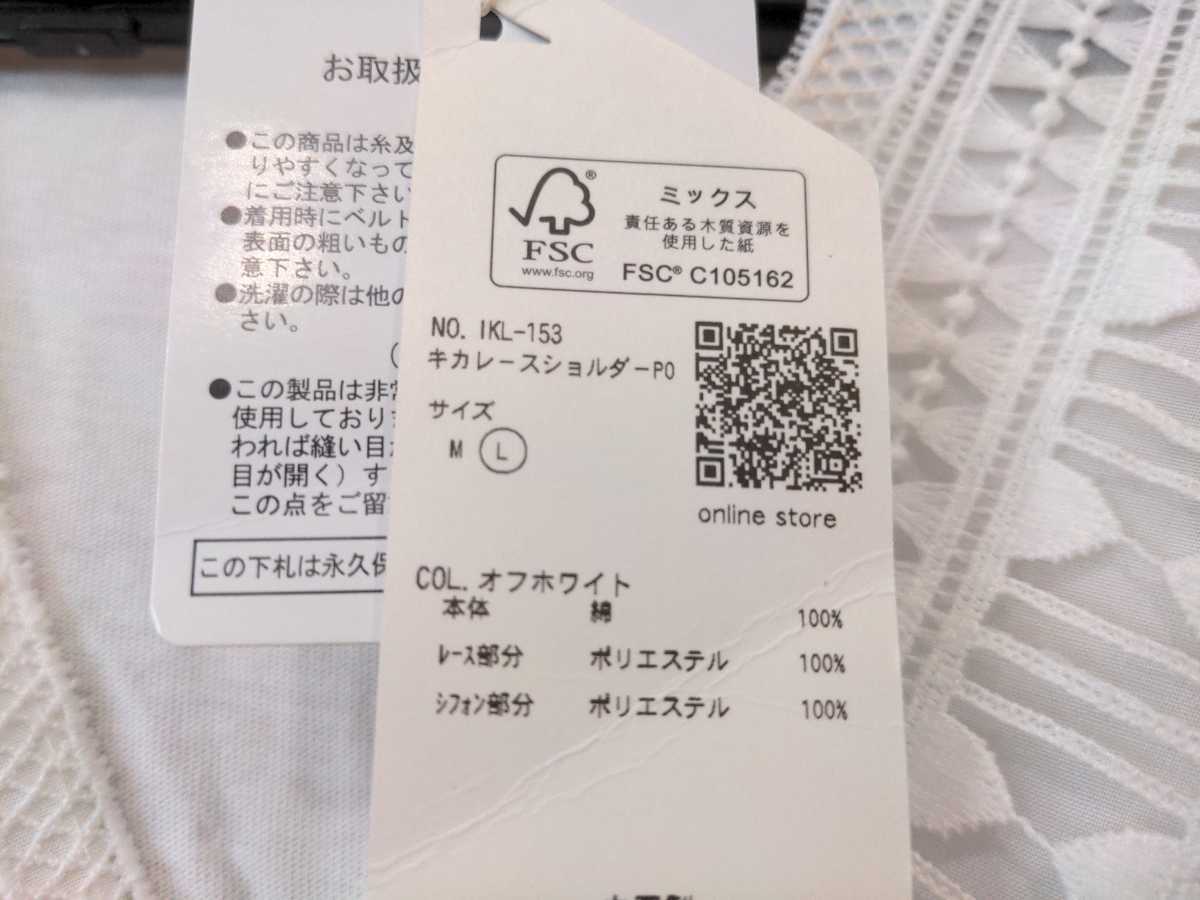 お取扱
●この商品は糸及
りやすくなって
にご注意下さい
●着用時にベルト
表面の粗いもの
意下さい。
●洗濯の際は他の
さい。
●この製品は非常
使用しており
われば縫い目が
目が開く)す
この点をご留
この下札は永久保
FSC®
www.fsc.org
ミックス
責任ある木質資源を
使用した紙
FSC® C105162
NO. IKL-153
キカレースショルダーPO
サイズ
M L
online store
COL. オフホワイト
本体 綿 100%
ﾚｰｽ部分 ポリエステル 100%
ｼﾌｫﾝ部分 ポリエステル 100%